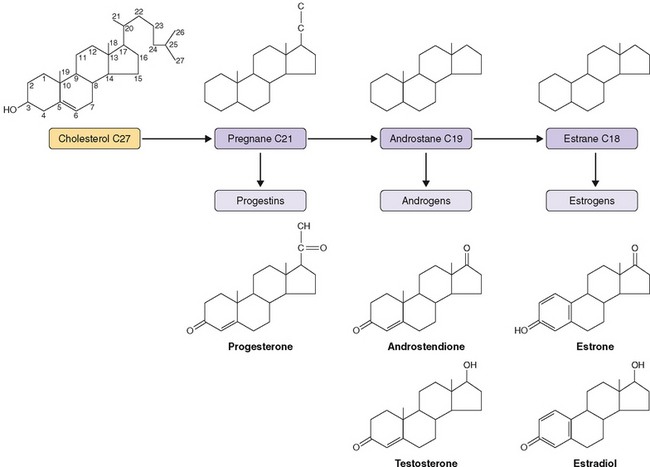 C
C
21
22
20
23
18
12
17
24
25
26
27
11
13
16
19
1
9
14
15
2
10
8
HO
3
5
7
4
6
Cholesterol C27
Pregnane C21
Androstane C19
Estrane C18
Progestins
Androgens
Estrogens
CH
C=O
O
O
O
O
HO
Progesterone
Androstendione
Estrone
OH
OH
O
O
Testosterone
Estradiol